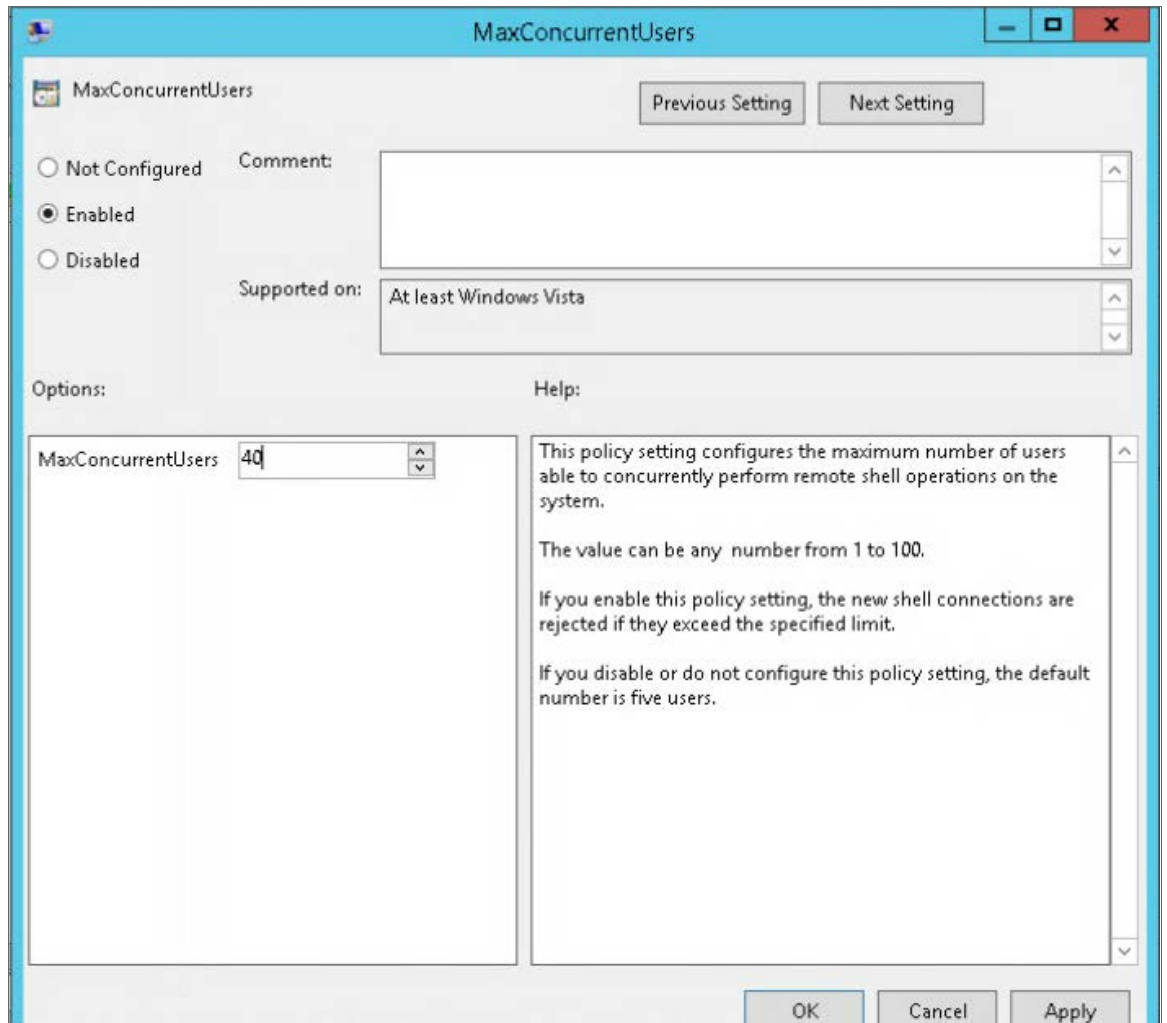 MaxConcurrentUsers
MaxConcurrentUsers
Previous Setting
Next Setting
Not Configured
Comment:
Enabled
Disabled
Supported on:
At least Windows Vista
Options:
Help:
MaxConcurrentUsers 40
This policy setting configures the maximum number of users
able to concurrently perform remote shell operations on the
system.
The value can be any number from 1 to 100.
If you enable this policy setting, the new shell connections are
rejected if they exceed the specified limit.
If you disable or do not configure this policy setting, the default
number is five users.
OK
Cancel
Apply